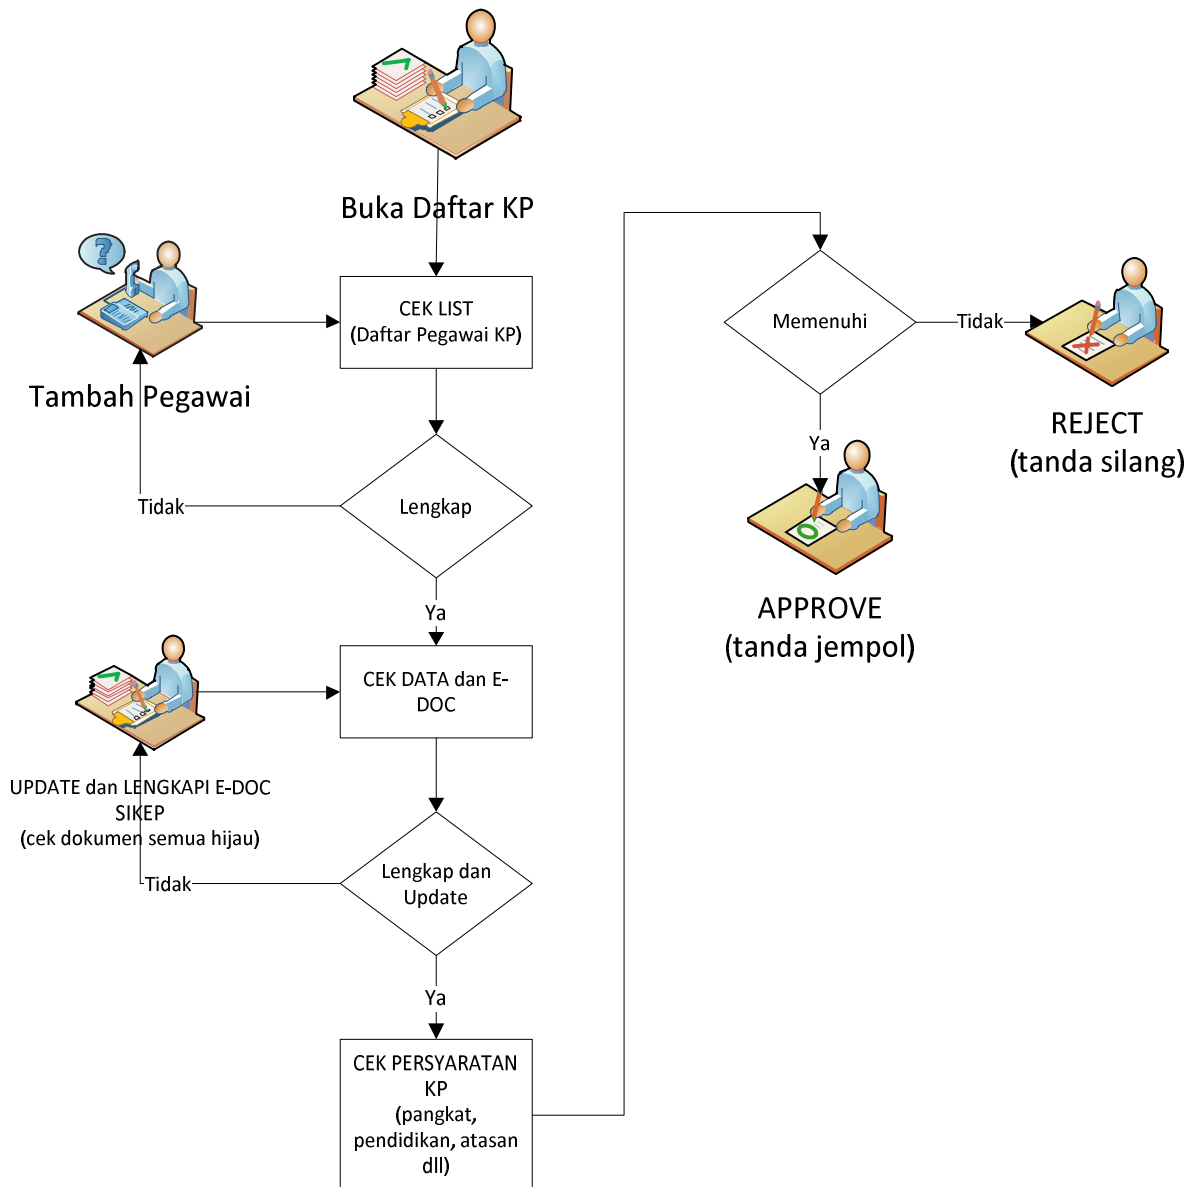 Buka Daftar KP
?
CEK LIST
(Daftar Pegawai KP)
Tambah Pegawai
Lengkap
Tidak
Ya
CEK DATA dan E-
DOC
UPDATE dan LENGKAPI E-DOC
SIKEP
(cek dokumen semua hijau)
Lengkap dan
Update
Tidak
Ya
CEK PERSYARATAN
KP
(pangkat,
pendidikan, atasan
dll)
Memenuhi
Tidak
REJECT
(tanda silang)
Ya
APPROVE
(tanda jempol)